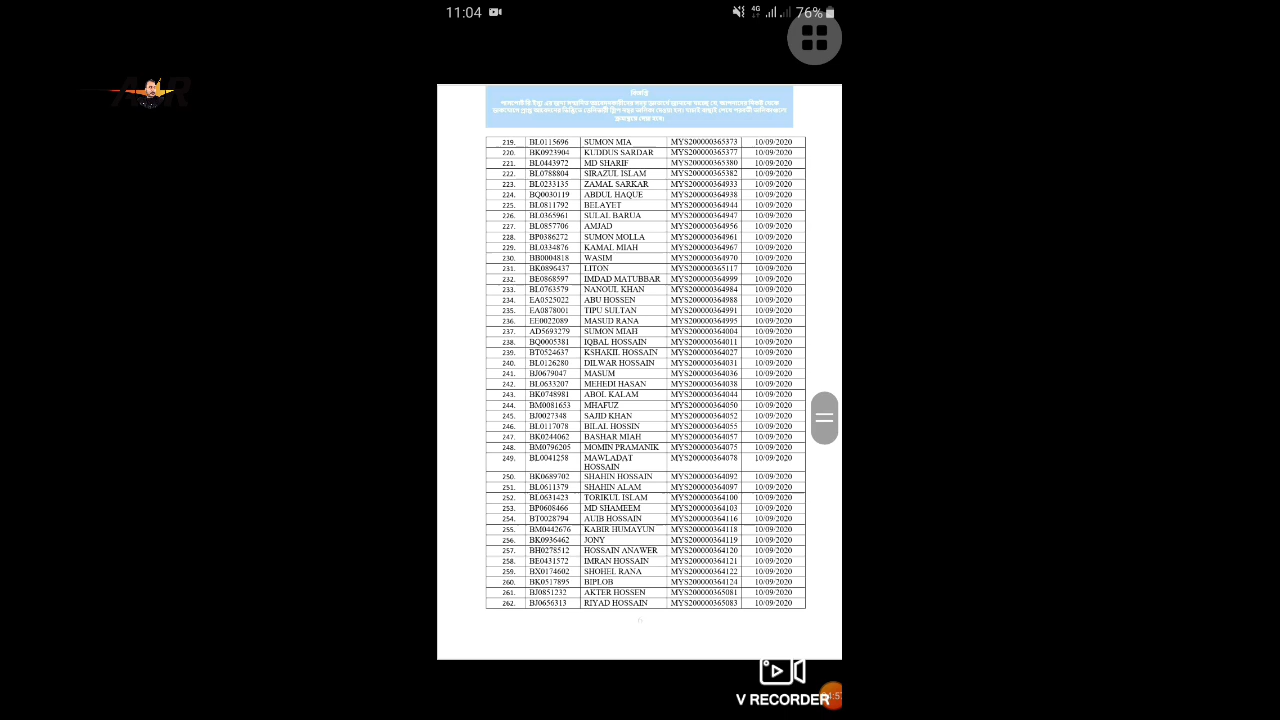 11:04 4G 76%
বিজ্ঞপ্তি
219. BL0115696 SUMON MIA MYS200000365373 10/09/2020
220. BK0923904 KUDDUS SARDAR MYS200000365377 10/09/2020
221. BL0443972 MD SHARIF MYS200000365380 10/09/2020
222. BL0788804 SIRAZUL ISLAM MYS200000365382 10/09/2020
223. BL0233135 ZAMAL SARKAR MYS200000364933 10/09/2020
224. BQ0030119 ABDUL HAQUE MYS200000364938 10/09/2020
225. BL0811792 BELAYET MYS200000364944 10/09/2020
226. BL0365961 SULAL BARUA MYS200000364947 10/09/2020
227. BL0857706 AMJAD MYS200000364956 10/09/2020
228. BP0386272 SUMON MOLLA MYS200000364961 10/09/2020
229. BL0334876 KAMAL MIAH MYS200000364967 10/09/2020
230. BB0004818 WASIM MYS200000364970 10/09/2020
231. BK0896437 LITON MYS200000365117 10/09/2020
232. BE0868597 IMDAD MATUBBAR MYS200000364999 10/09/2020
233. BL0763579 NANOUL KHAN MYS200000364984 10/09/2020
234. EA0525022 ABU HOSSEN MYS200000364988 10/09/2020
235. EA0878001 TIPU SULTAN MYS200000364991 10/09/2020
236. EE0022089 MASUD RANA MYS200000364995 10/09/2020
237. AD5693279 SUMON MIAH MYS200000364004 10/09/2020
238. BQ0005381 IQBAL HOSSAIN MYS200000364011 10/09/2020
239. BT0524637 KSHAKIL HOSSAIN MYS200000364027 10/09/2020
240. BL0126280 DILWAR HOSSAIN MYS200000364031 10/09/2020
241. BJ0679047 MASUM MYS200000364036 10/09/2020
242. BL0633207 MEHEDI HASAN MYS200000364038 10/09/2020
243. BK0748981 ABOL KALAM MYS200000364044 10/09/2020
244. BM0081653 MHAFUZ MYS200000364050 10/09/2020
245. BJ0027348 SAJID KHAN MYS200000364052 10/09/2020
246. BL0117078 BILAL HOSSIN MYS200000364055 10/09/2020
247. BK0244062 BASHAR MIAH MYS200000364057 10/09/2020
248. BM0796205 MOMIN PRAMANIK MYS200000364075 10/09/2020
249. BL0041258 MAWLADAT MYS200000364078 10/09/2020
HOSSAIN
250. BK0689702 SHAHIN HOSSAIN MYS200000364092 10/09/2020
251. BL0611379 SHAHIN ALAM MYS200000364097 10/09/2020
252. BL0631423 TORIKUL ISLAM MYS200000364100 10/09/2020
253. BP0608466 MD SHAMEEM MYS200000364103 10/09/2020
254. BT0028794 AUIB HOSSAIN MYS200000364116 10/09/2020
255. BM0442676 KABIR HUMAYUN MYS200000364118 10/09/2020
256. BK0936462 JONY MYS200000364119 10/09/2020
257. BH0278512 HOSSAIN ANAWER MYS200000364120 10/09/2020
258. BE0431572 IMRAN HOSSAIN MYS200000364121 10/09/2020
259. BX0174602 SHOHEL RANA MYS200000364122 10/09/2020
260. BK0517895 BIPLOB MYS200000364124 10/09/2020
261. BJ0851232 AKTER HOSSEN MYS200000365081 10/09/2020
262. BJ0656313 RIYAD HOSSAIN MYS200000365083 10/09/2020
6
V RECORDER